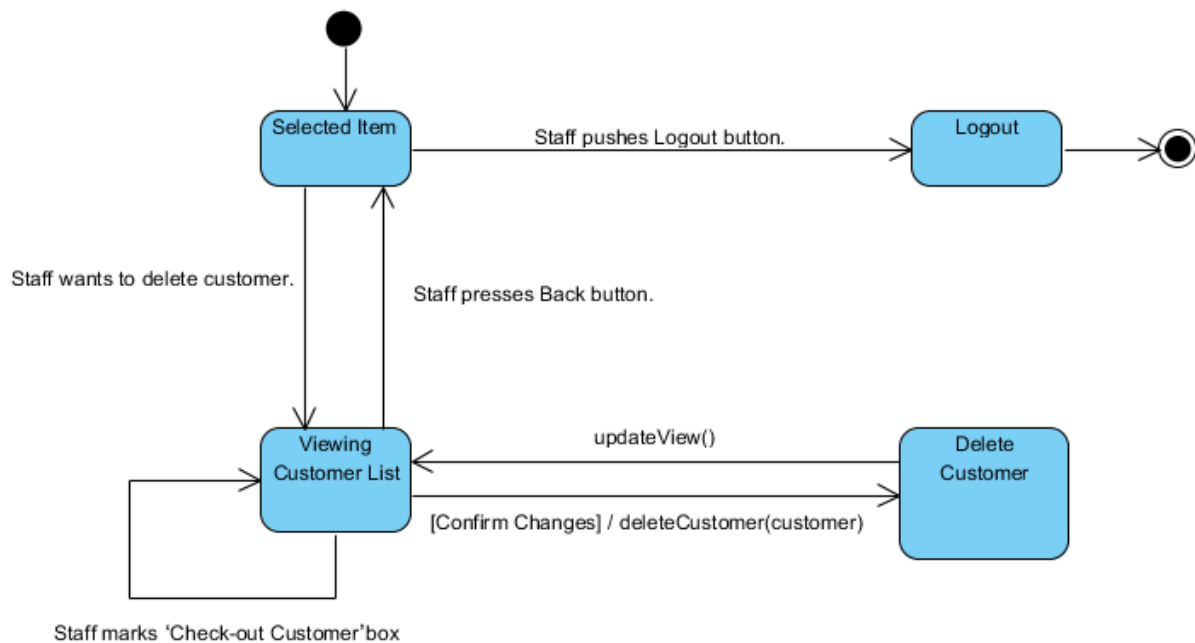 Selected Item
Staff pushes Logout button.
Logout
Staff wants to delete customer.
Staff presses Back button.
Viewing
Customer List
updateView()
Delete
Customer
[Confirm Changes] / deleteCustomer(customer)
Staff marks ‘Check-out Customer’box